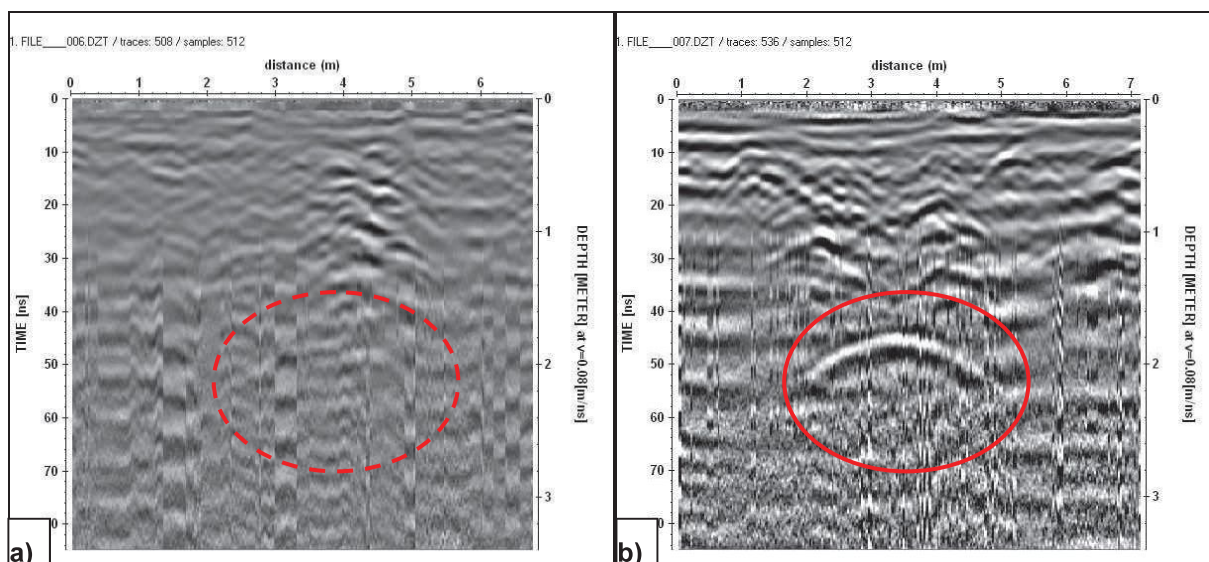 1. FILE___006.DZT / traces: 508 / samples: 512
distance (m)
0 1 2 3 4 5 6
0
10
20
30
40
50
60
70
TIME [ns]
0
1
2
3
DEPTH [METER] at v=0.08[m/ns]
a)
1. FILE___007.DZT / traces: 536 / samples: 512
distance (m)
0 1 2 3 4 5 6 7
0
10
20
30
40
50
60
70
TIME [ns]
0
1
2
3
DEPTH [METER] at v=0.08[m/ns]
b)